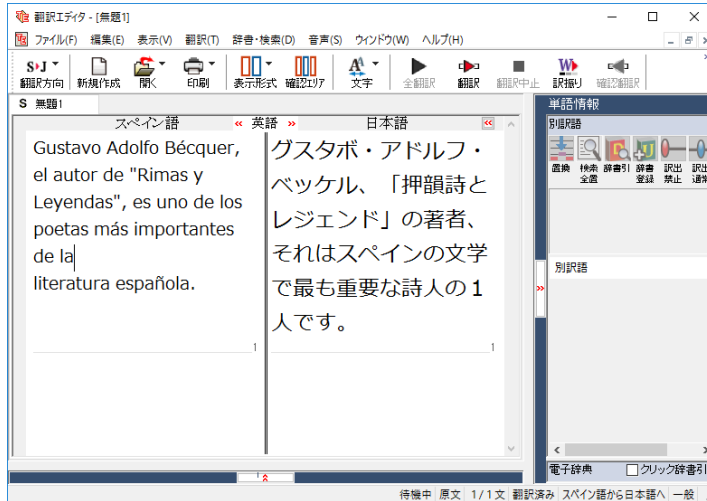 翻訳エディタ - [無題1]
ファイル(F) 編集(E) 表示(V) 翻訳(T) 辞書・検索(D) 音声(S) ウィンドウ(W) ヘルプ(H)
S›J
翻訳方向 新規作成 開く 印刷 表示形式 確認エリア 文字 全翻訳 翻訳 翻訳中止 訳振り 確認翻訳
S 無題1
スペイン語 « 英語 » 日本語 «
Gustavo Adolfo Bécquer,
el autor de "Rimas y
Leyendas", es uno de los
poetas más importantes
de la
literatura española.
1
グスタボ・アドルフ・
ベッケル、「押韻詩と
レジェンド」の著者、
それはスペインの文学
で最も重要な詩人の1
人です。
1
単語情報
別訳語
置換 検索全置 辞書引 辞書登録 訳出禁止 訳出通常
別訳語
電子辞典 クリック辞書引
待機中 原文 1/1文 翻訳済み スペイン語から日本語へ 一般